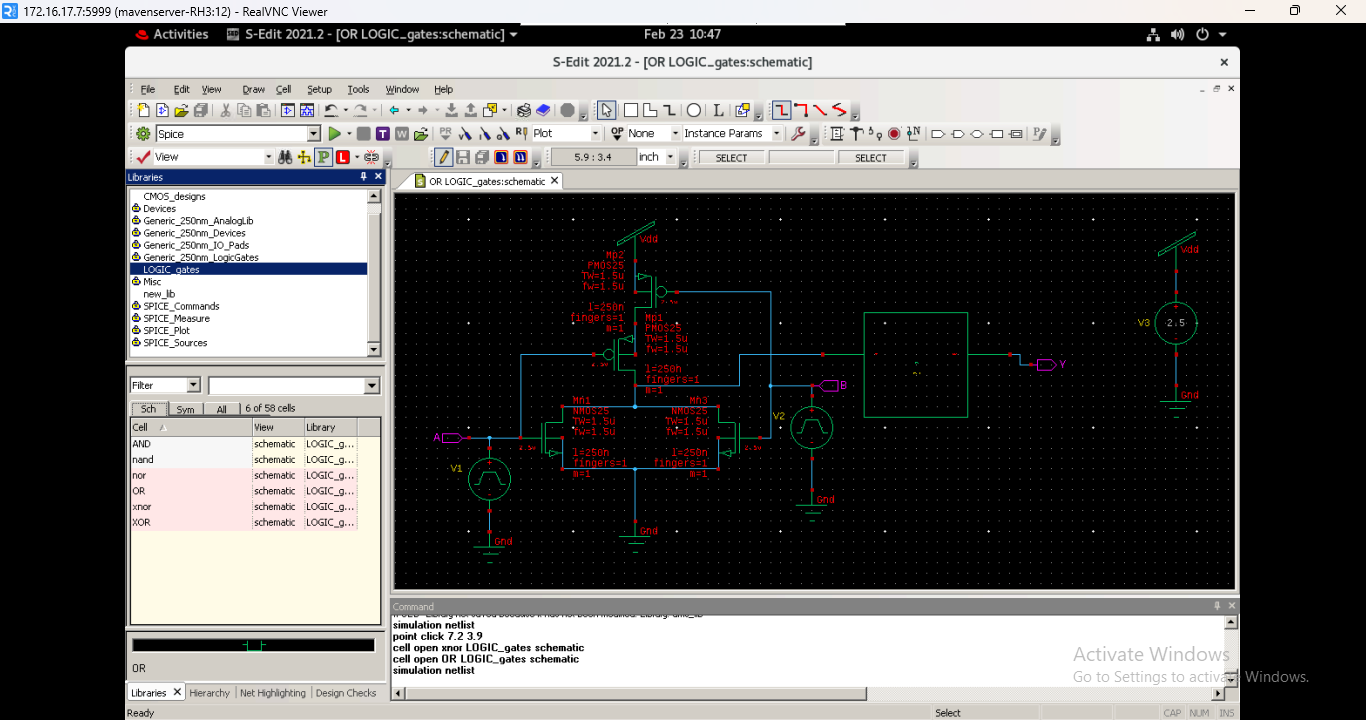 172.16.17.7:5999 (mavenserver-RH3:12) - RealVNC Viewer
Activities S-Edit 2021.2 - [OR LOGIC_gates:schematic] Feb 23 10:47
S-Edit 2021.2 - [OR LOGIC_gates:schematic]
File Edit View Draw Cell Setup Tools Window Help
Spice Plot None Instance Params
View 5.9 : 3.4 inch SELECT SELECT
Libraries
OR LOGIC_gates:schematic
CMOS_designs
Devices
Generic_250nm_AnalogLib
Generic_250nm_Devices
Generic_250nm_IO_Pads
Generic_250nm_LogicGates
LOGIC_gates
Misc
new_lib
SPICE_Commands
SPICE_Measure
SPICE_Plot
SPICE_Sources
Filter
Sch Sym All 6 of 58 cells
Cell View Library
AND schematic LOGIC_g...
nand schematic LOGIC_g...
nor schematic LOGIC_g...
OR schematic LOGIC_g...
xnor schematic LOGIC_g...
XOR schematic LOGIC_g...
OR
Libraries Hierarchy Net Highlighting Design Checks
Vdd
Mp2
PMOS25
TW=1.5u
fw=1.5u
l=250n
fingers=1
m=1
Mp1
PMOS25
TW=1.5u
fw=1.5u
l=250n
fingers=1
m=1
Mn1
NMOS25
TW=1.5u
fw=1.5u
l=250n
fingers=1
m=1
Mn3
NMOS25
TW=1.5u
fw=1.5u
l=250n
fingers=1
m=1
A
V1
Gnd
Gnd
B
V2
Gnd
Y
Vdd
V3 2.5
Gnd
Command
simulation netlist
point click 7.2 3.9
cell open xnor LOGIC_gates schematic
cell open OR LOGIC_gates schematic
simulation netlist
Activate Windows
Go to Settings to activate Windows.
Ready Select CAP NUM INS